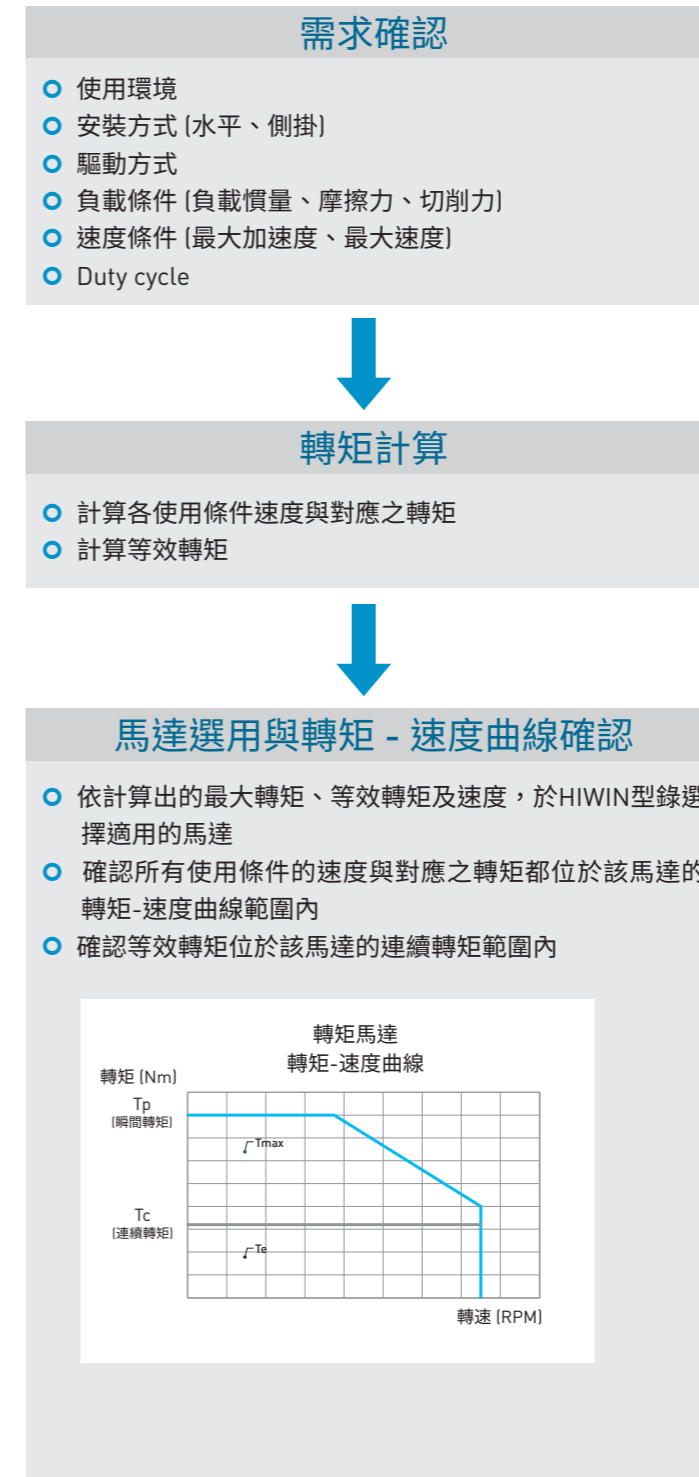 需求確認
使用環境
安裝方式 (水平、側掛)
驅動方式
負載條件 (負載慣量、摩擦力、切削力)
速度條件 (最大加速度、最大速度)
Duty cycle
轉矩計算
計算各使用條件速度與對應之轉矩
計算等效轉矩
馬達選用與轉矩 - 速度曲線確認
依計算出的最大轉矩、等效轉矩及速度，於HIWIN型錄選
擇適用的馬達
確認所有使用條件的速度與對應之轉矩都位於該馬達的
轉矩-速度曲線範圍內
確認等效轉矩位於該馬達的連續轉矩範圍內
轉矩馬達
轉矩-速度曲線
轉矩 (Nm)
Tp
(瞬間轉矩)
Tmax
Tc
(連續轉矩)
Te
轉速 (RPM)